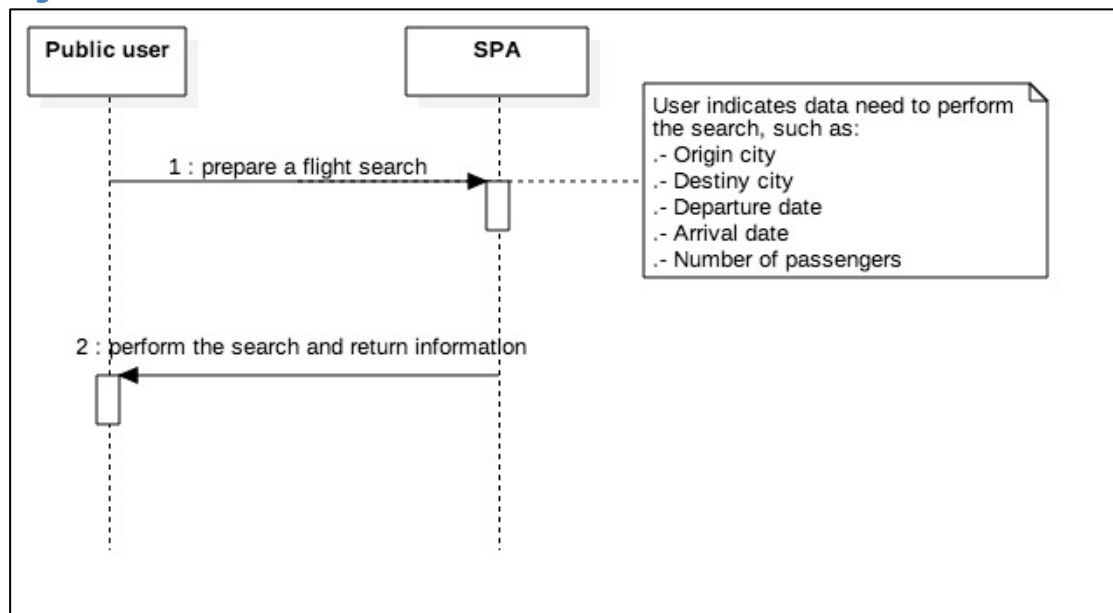 Public user
SPA
User indicates data need to perform
the search, such as:
.- Origin city
.- Destiny city
.- Departure date
.- Arrival date
.- Number of passengers
1 : prepare a flight search
2 : perform the search and return information